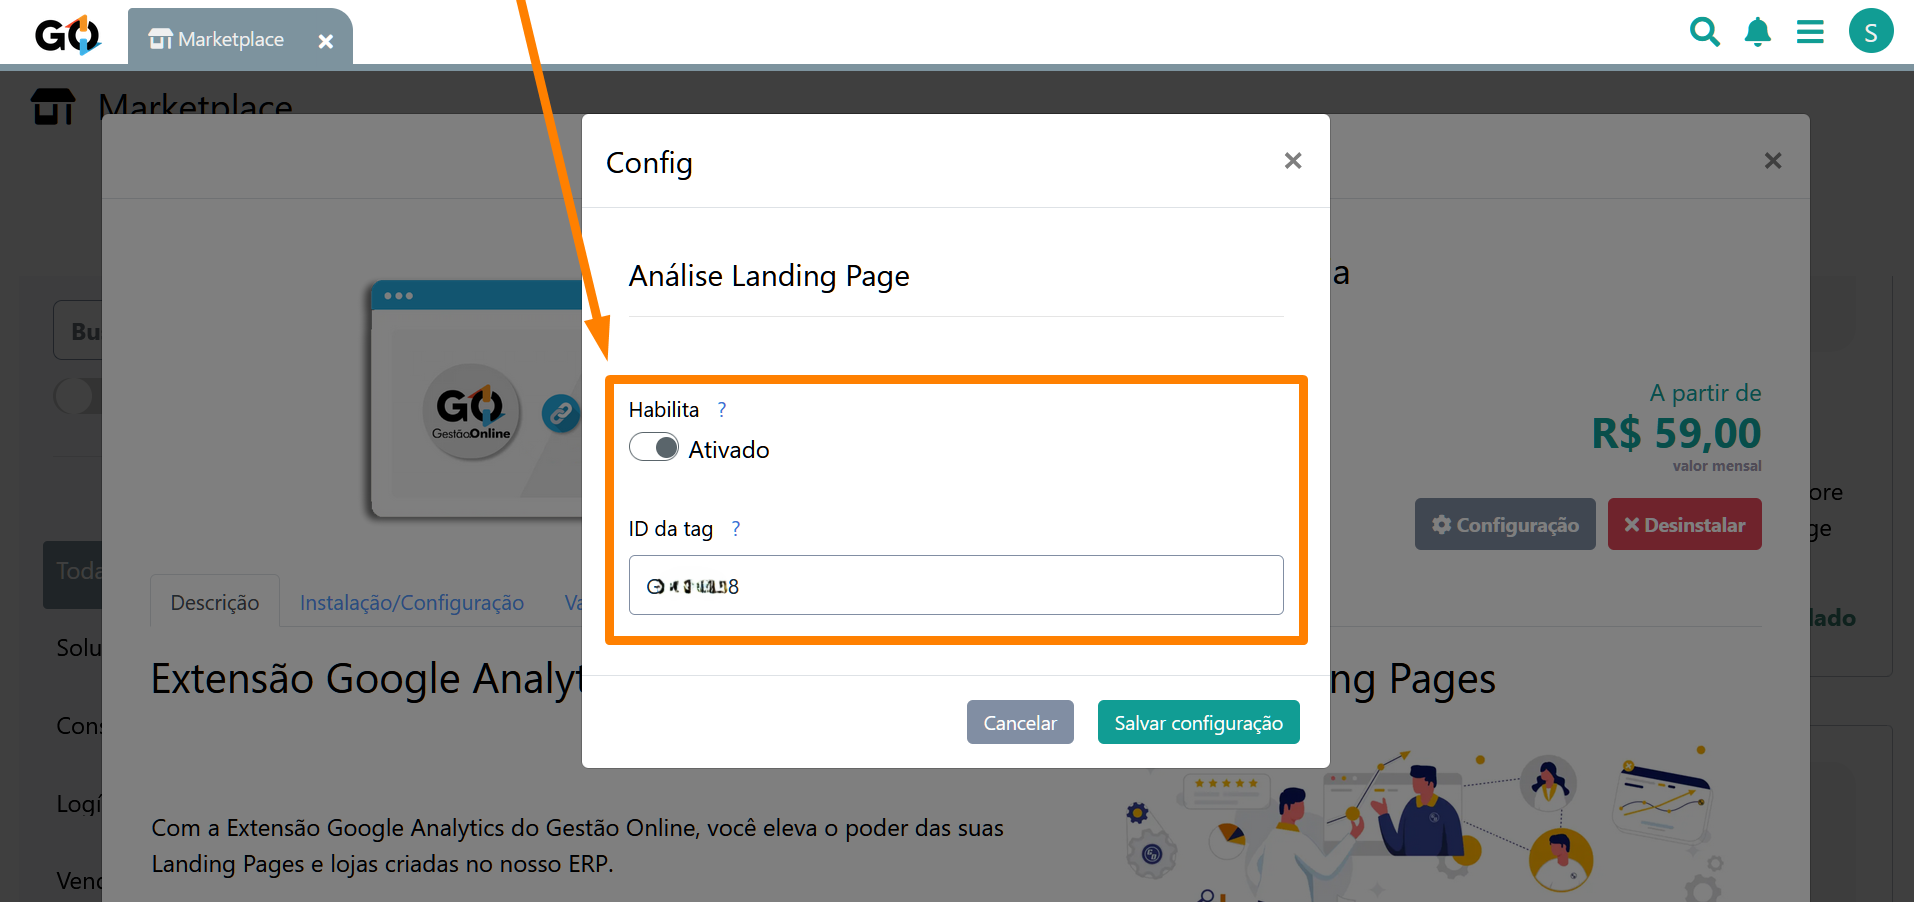 GO
Marketplace
S
Marketplace
Config
Análise Landing Page
a
Bu
Habilita ?
Ativado
A partir de
R$ 59,00
valor mensal
GO
GestãoOnline
ore
ge
Configuração
Desinstalar
ID da tag ?
8
Toda
Descrição
Instalação/Configuração
Va
lado
Solu
Extensão Google Analyt
ng Pages
Cancelar
Salvar configuração
Cons
Logí
Com a Extensão Google Analytics do Gestão Online, você eleva o poder das suas
Landing Pages e lojas criadas no nosso ERP.
Vend